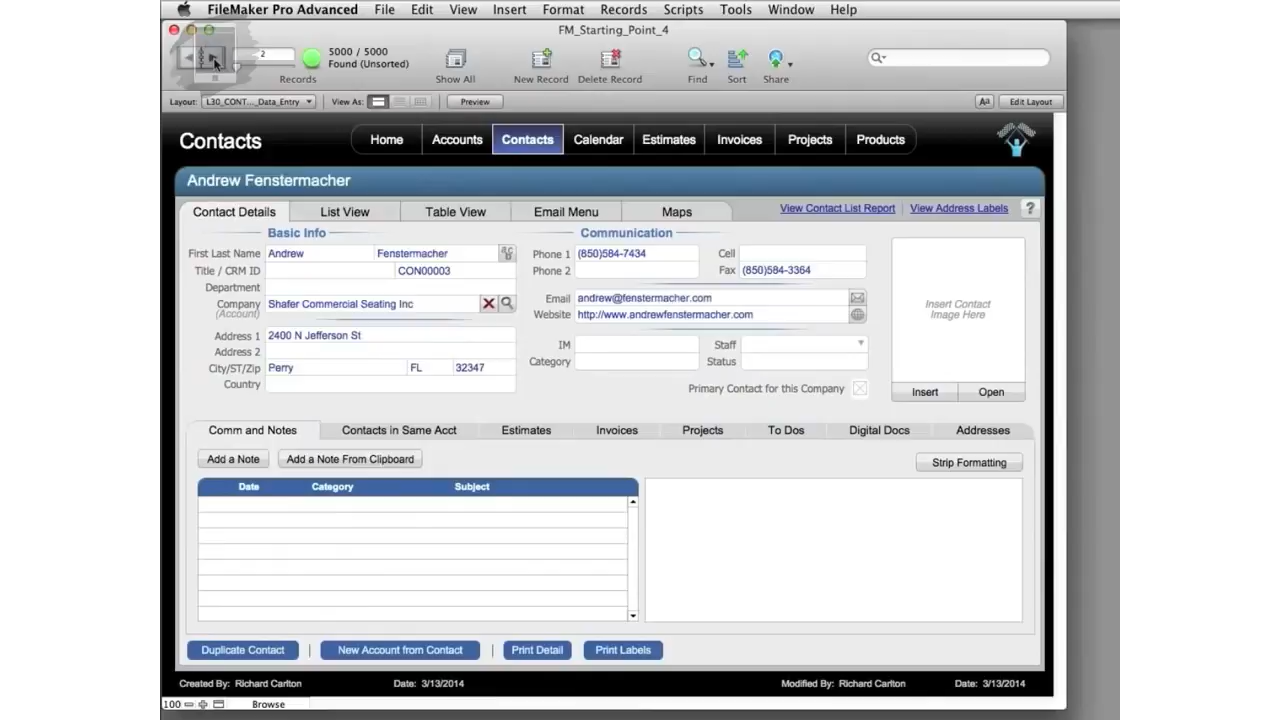 FileMaker Pro Advanced File Edit View Insert Format Records Scripts Tools Window Help
FM_Starting_Point_4
2
5000 / 5000
Found (Unsorted)
Records Show All New Record Delete Record Find Sort Share
Layout: L30_CONT..._Data_Entry View As: Preview Aa Edit Layout
Contacts Home Accounts Contacts Calendar Estimates Invoices Projects Products
Andrew Fenstermacher
Contact Details List View Table View Email Menu Maps View Contact List Report | View Address Labels ?
Basic Info Communication
First Last Name Andrew Fenstermacher Phone 1 (850)584-7434 Cell
Title / CRM ID CON00003 Phone 2 Fax (850)584-3364
Department
Company Shafer Commercial Seating Inc Email andrew@fenstermacher.com
(Account) Website http://www.andrewfenstermacher.com
Insert Contact
Image Here
Address 1 2400 N Jefferson St IM Staff
Address 2 Category Status
City/ST/Zip Perry FL 32347
Country Primary Contact for this Company Insert Open
Comm and Notes Contacts in Same Acct Estimates Invoices Projects To Dos Digital Docs Addresses
Add a Note Add a Note From Clipboard Strip Formatting
Date Category Subject
Duplicate Contact | New Account from Contact | Print Detail Print Labels
Created By: Richard Carlton Date: 3/13/2014 Modified By: Richard Carlton Date: 3/13/2014
100 Browse